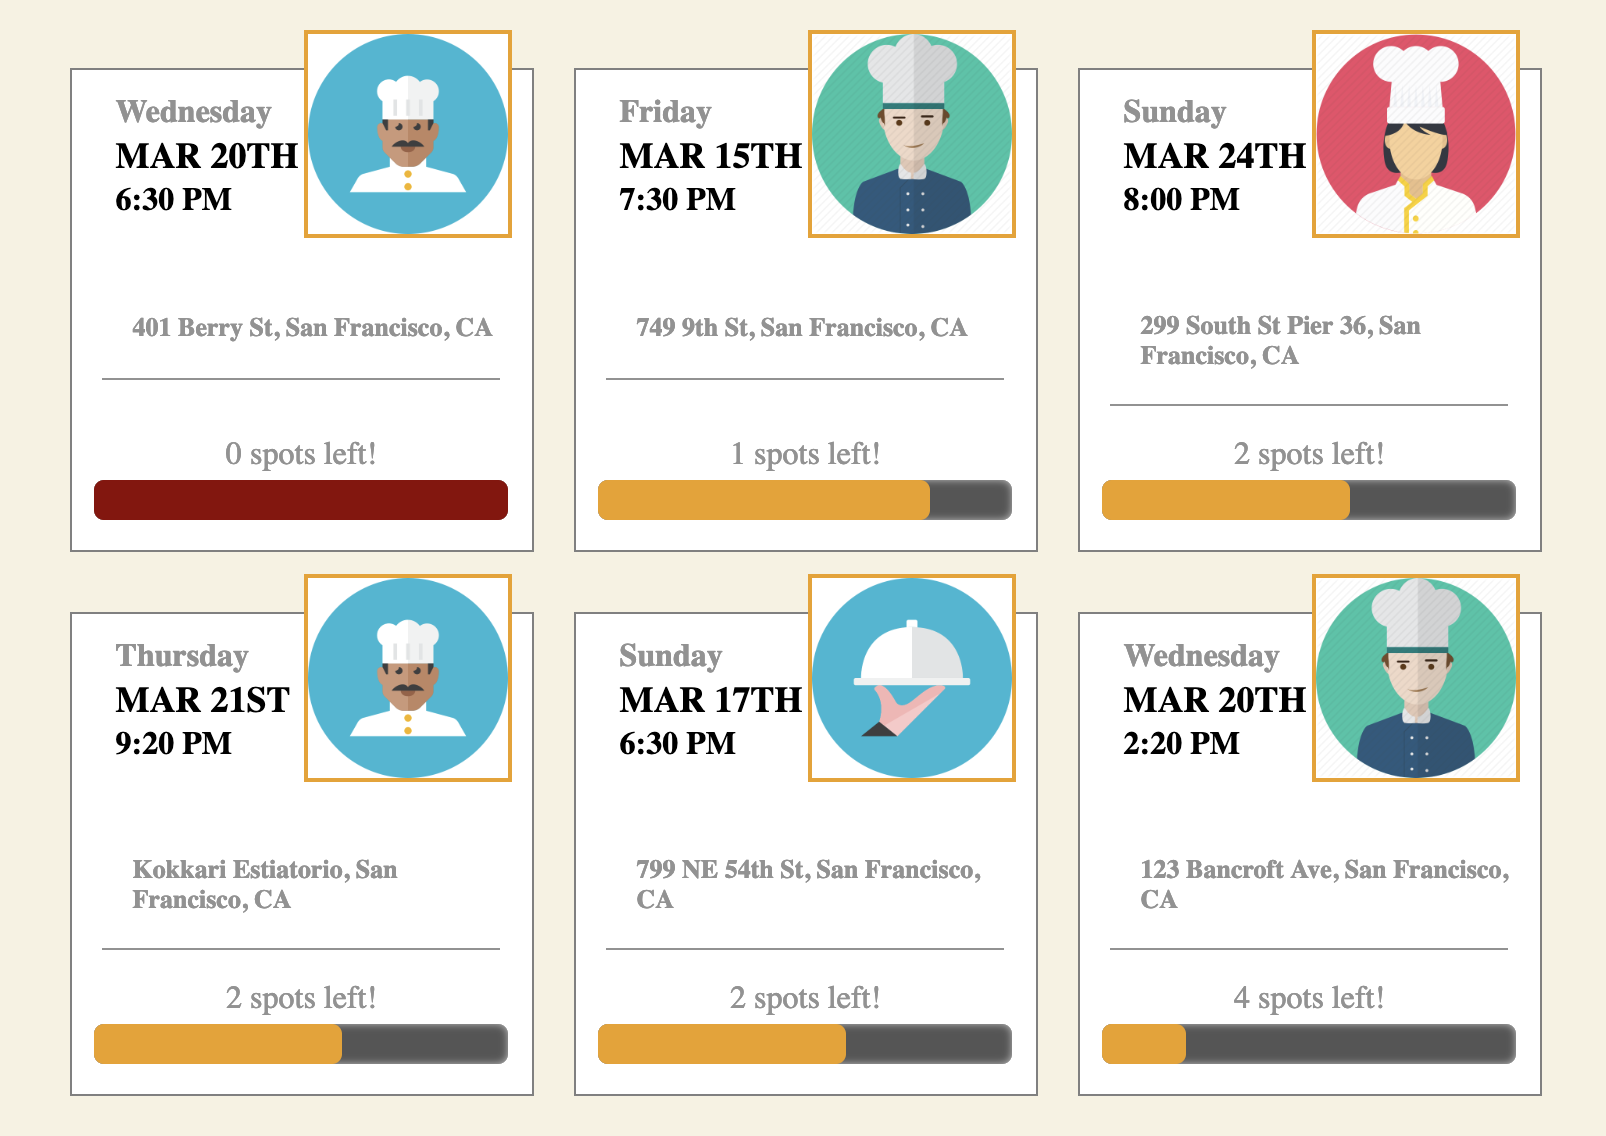 Wednesday
MAR 20TH
6:30 PM
401 Berry St, San Francisco, CA
0 spots left!
Friday
MAR 15TH
7:30 PM
749 9th St, San Francisco, CA
1 spots left!
Sunday
MAR 24TH
8:00 PM
299 South St Pier 36, San
Francisco, CA
2 spots left!
Thursday
MAR 21ST
9:20 PM
Kokkari Estiatorio, San
Francisco, CA
2 spots left!
Sunday
MAR 17TH
6:30 PM
799 NE 54th St, San Francisco,
CA
2 spots left!
Wednesday
MAR 20TH
2:20 PM
123 Bancroft Ave, San Francisco,
CA
4 spots left!